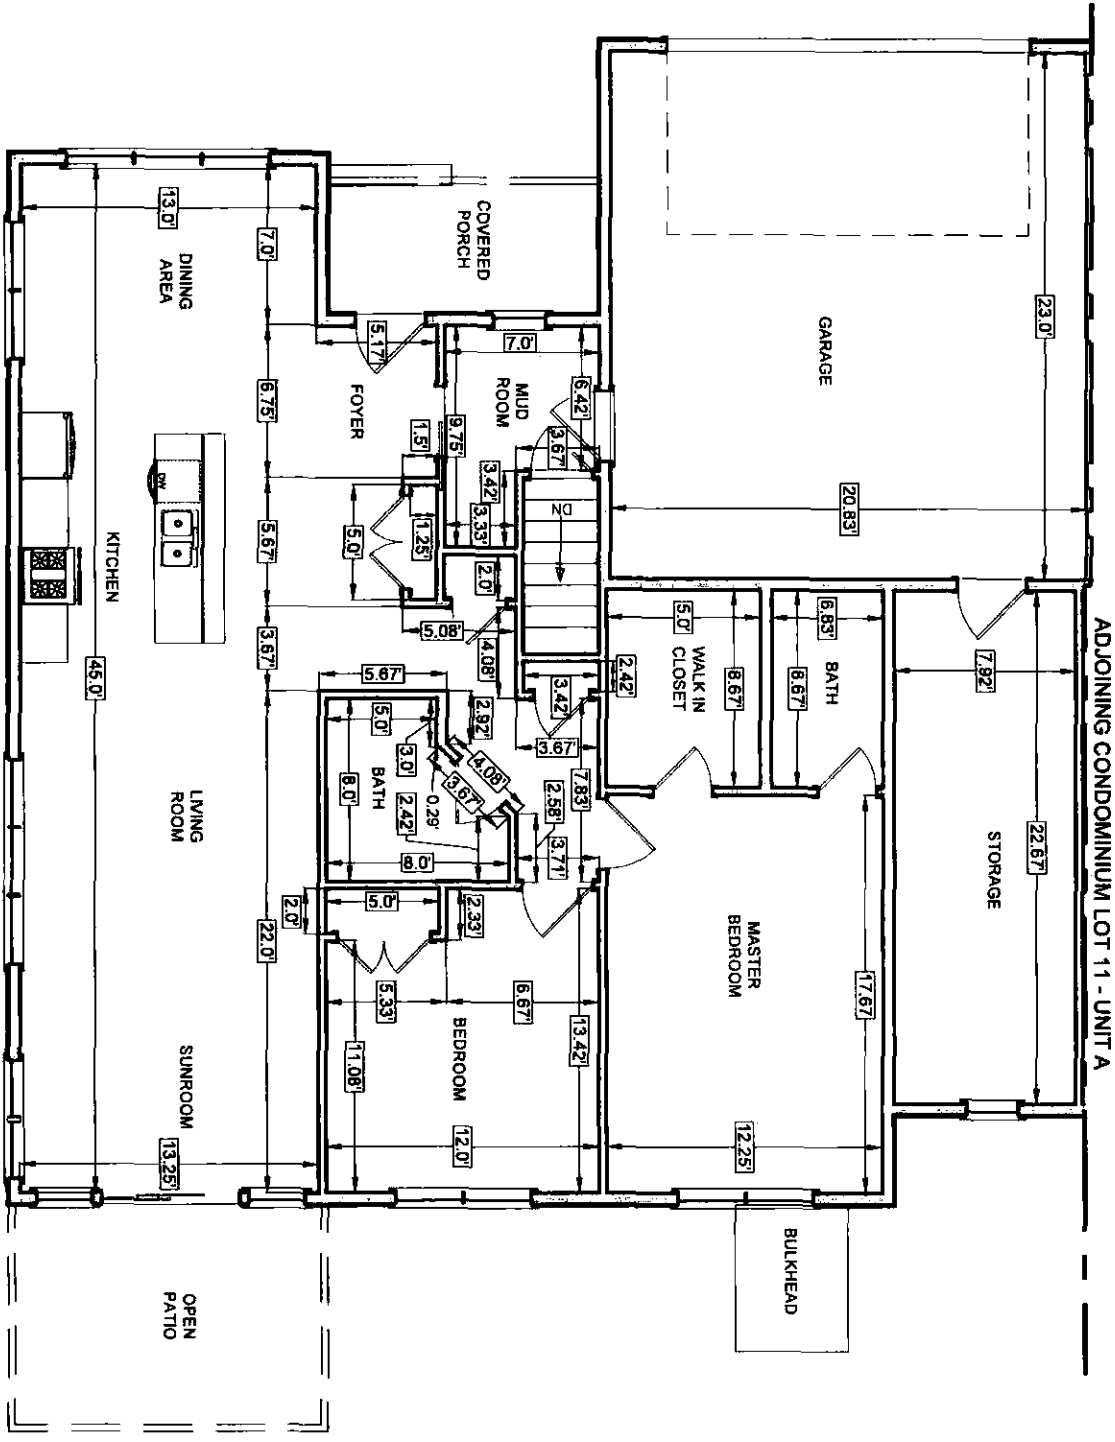 ADJOINING CONDOMINIUM LOT 11 - UNIT A
23.0'
GARAGE
20.83'
COVERED
PORCH
13.0'
7.0'
DINING
AREA
5.17'
7.0'
MUD
ROOM
6.42'
FOYER
6.75'
1.5'
9.75'
3.67'
3.42'
3.33'
DN
DW
1.25'
5.0'
5.67'
KITCHEN
2.0'
5.08'
4.08'
3.67'
45.0'
5.0'
WALK IN
CLOSET
8.67'
6.83'
BATH
8.67'
7.92'
22.67'
STORAGE
2.42'
3.42'
3.67'
5.67'
2.92'
5.0'
3.0'
4.08'
3.67'
0.29'
2.42'
BATH
8.0'
8.0'
7.83'
2.58'
3.71'
LIVING
ROOM
22.0'
2.0'
5.0'
2.33'
MASTER
BEDROOM
17.67'
5.33'
6.67'
13.42'
BEDROOM
11.08'
12.0'
12.25'
SUNROOM
13.25'
BULKHEAD
OPEN
PATIO